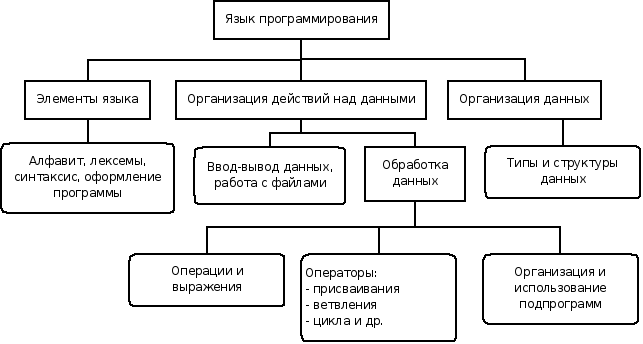 Язык программирования
Элементы языка
Организация действий над данными
Организация данных
Алфавит, лексемы,
синтаксис, оформление
программы
Ввод-вывод данных,
работа с файлами
Обработка
данных
Типы и структуры
данных
Операции и
выражения
Операторы:
- присваивания
- ветвления
- цикла и др.
Организация и
использование
подпрограмм